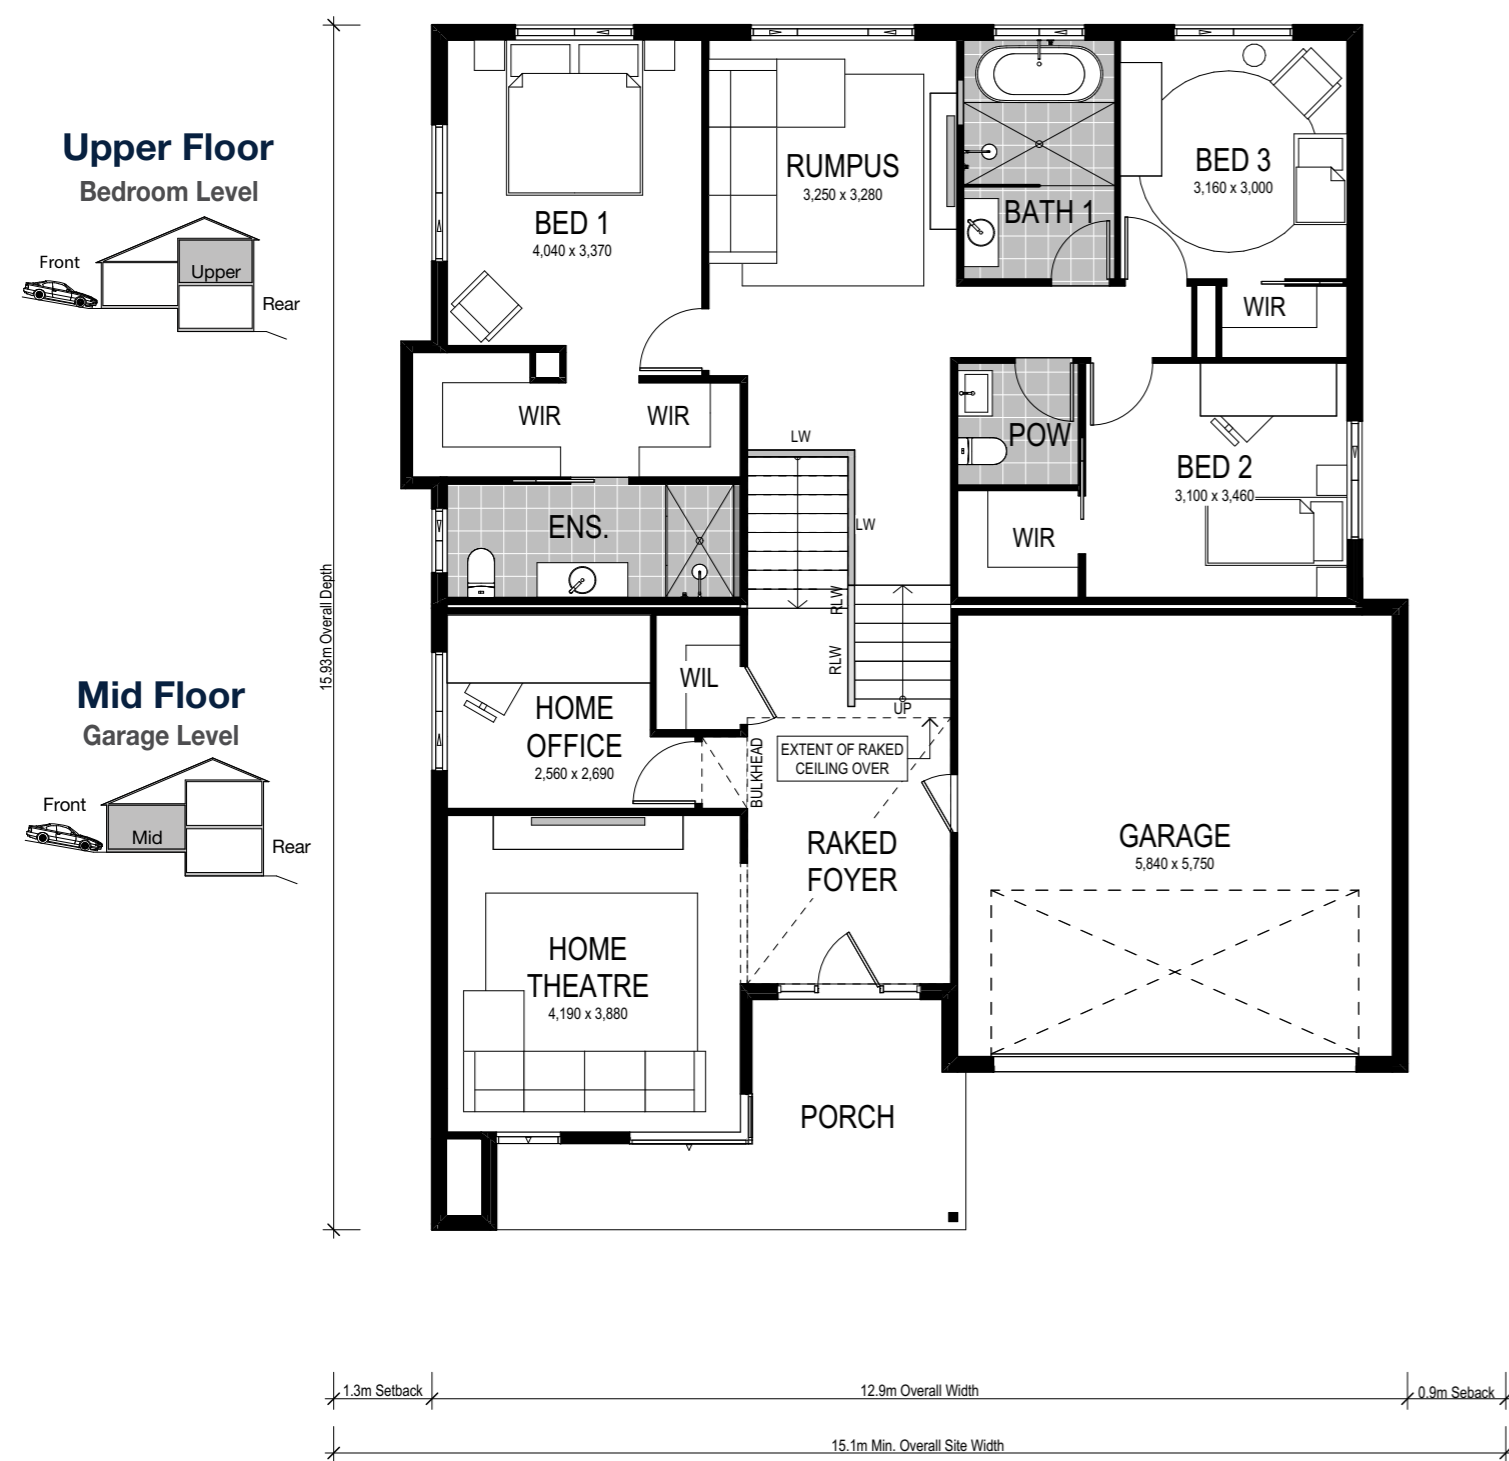 Upper Floor
Bedroom Level
Front
Upper
Rear
Mid Floor
Garage Level
Front
Mid
Rear
15.93m Overall Depth
BED 1
4,040 x 3,370
RUMPUS
3,250 x 3,280
BATH 1
BED 3
3,160 x 3,000
WIR
WIR
WIR
POW
BED 2
3,100 x 3,460
WIR
ENS.
LW
LW
RLW
RLW
UP
WIL
HOME
OFFICE
2,560 x 2,690
BULKHEAD
EXTENT OF RAKED
CEILING OVER
RAKED
FOYER
GARAGE
5,840 x 5,750
HOME
THEATRE
4,190 x 3,880
PORCH
1.3m Setback
12.9m Overall Width
0.9m Seback
15.1m Min. Overall Site Width